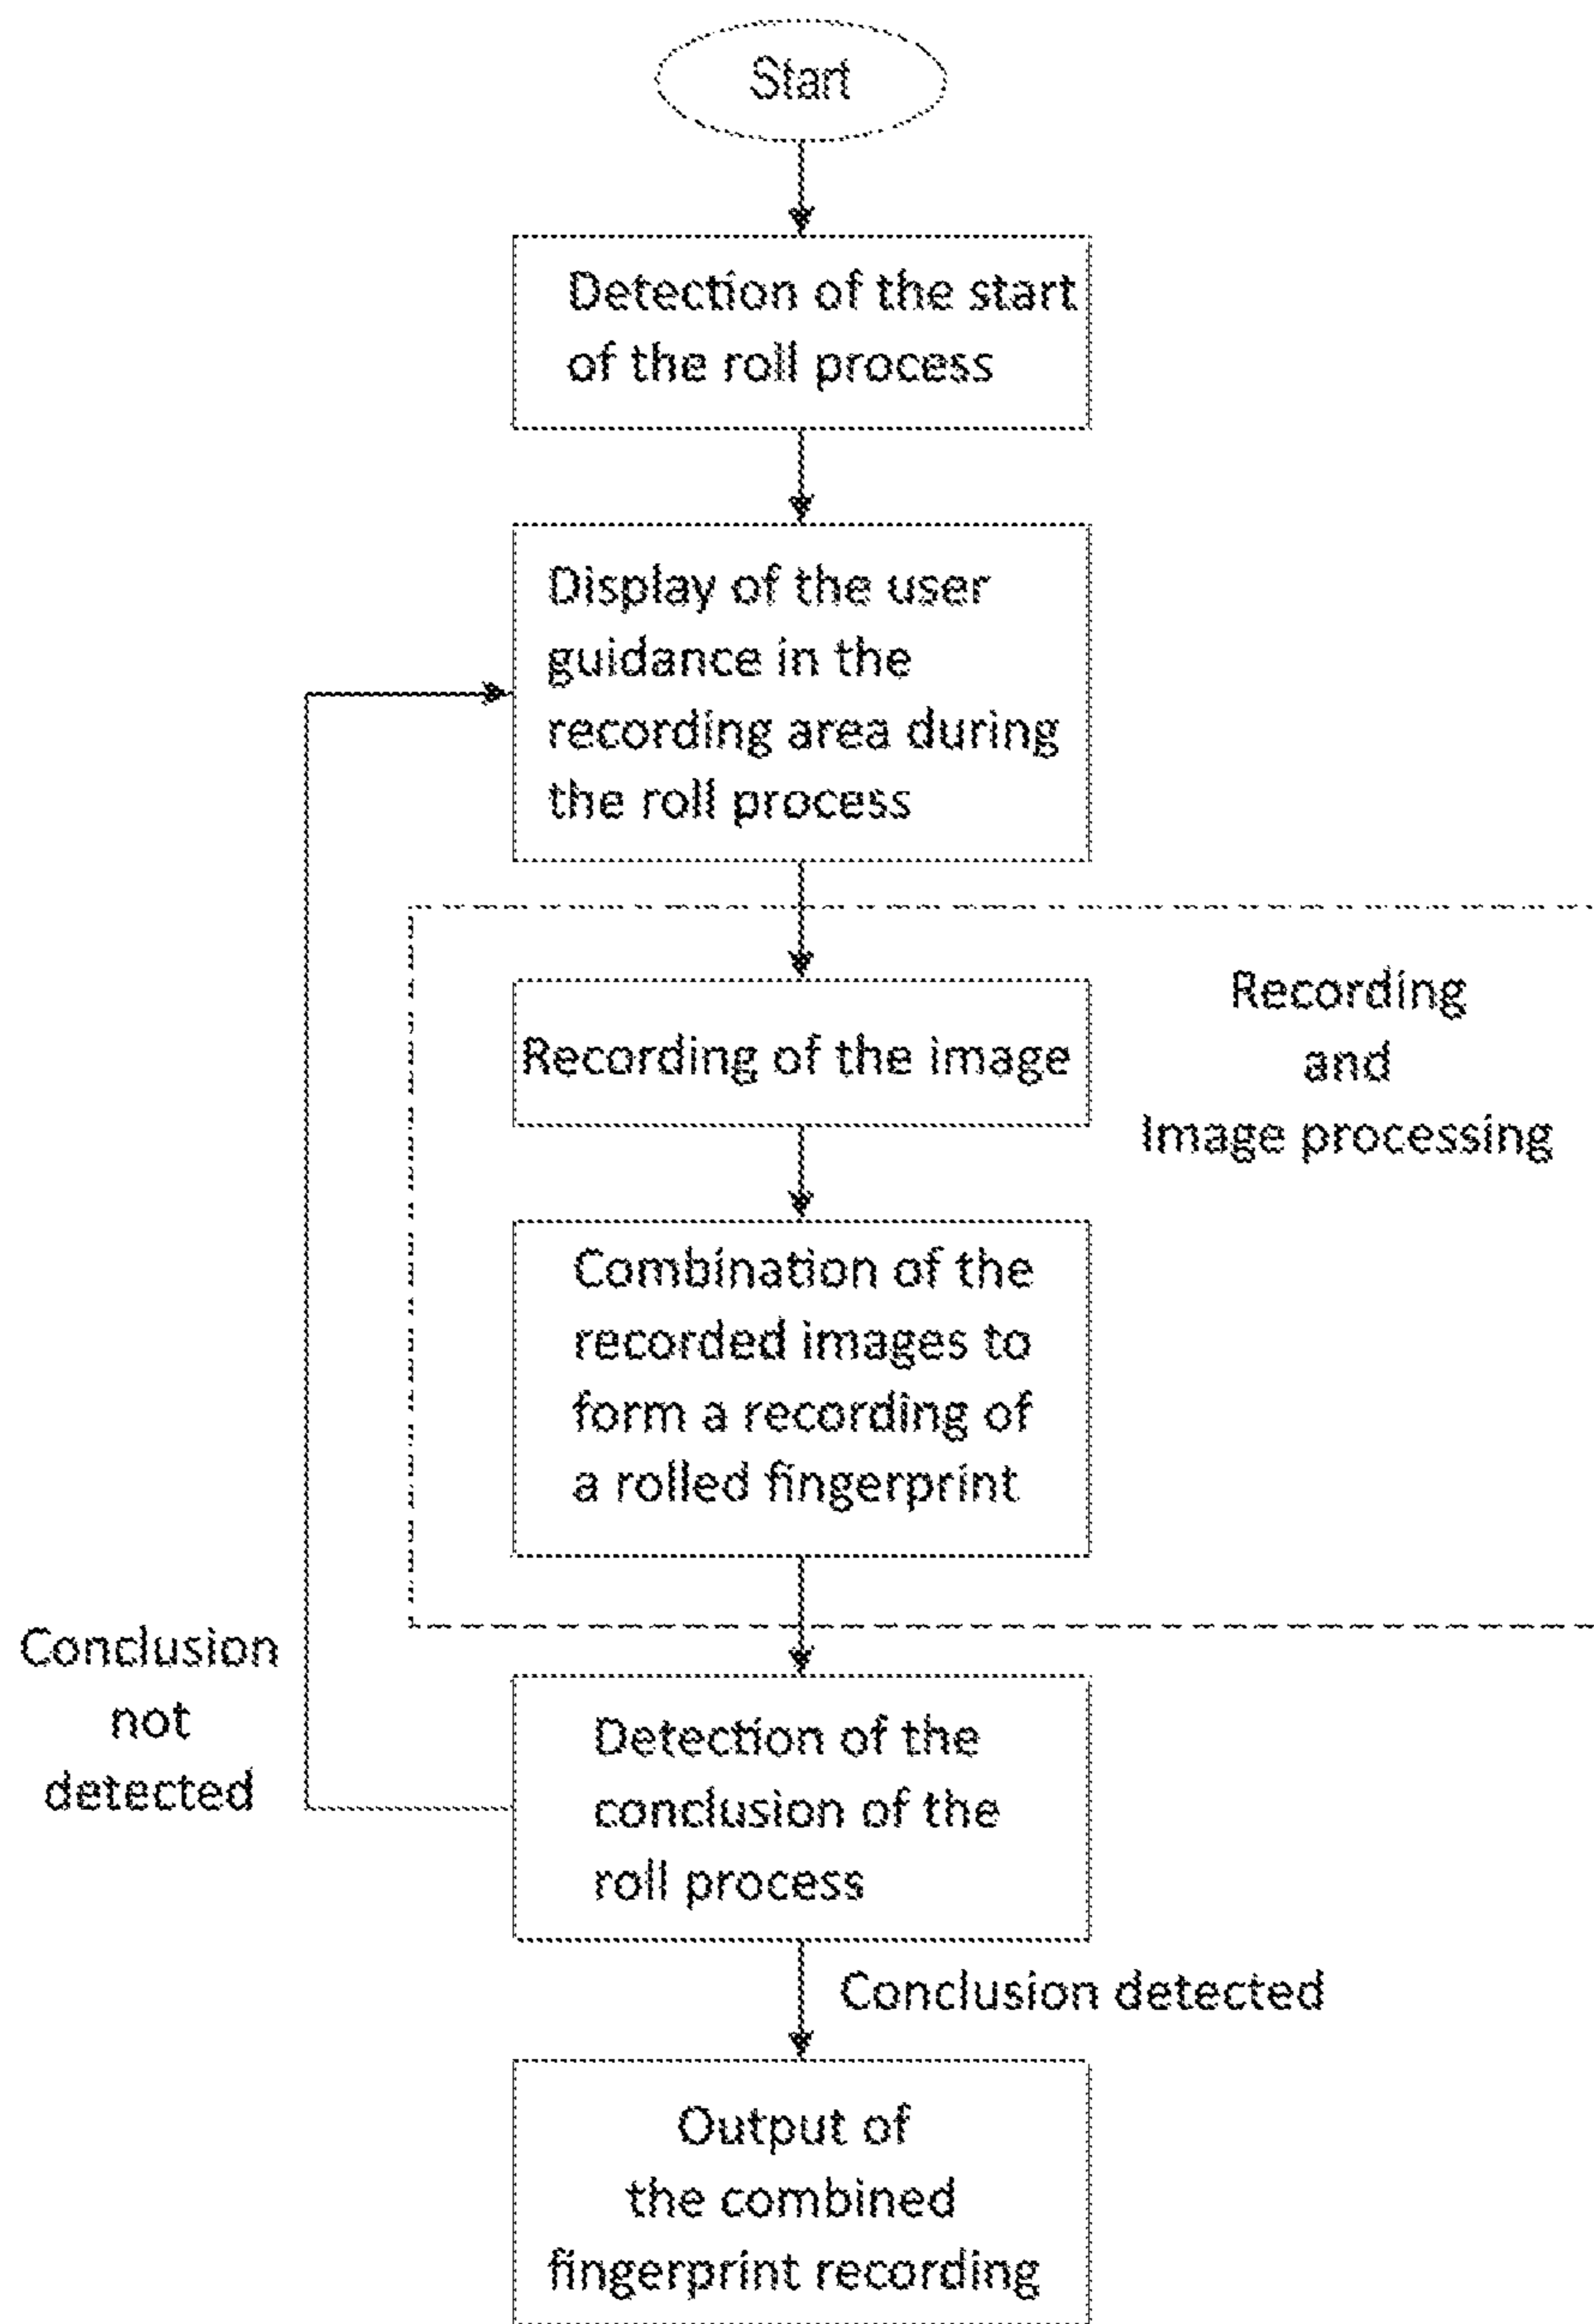 Start
Detection of the start
of the roll process
Display of the user
guidance in the
recording area during
the roll process
Recording of the image
Recording
and
Image processing
Combination of the
recorded images to
form a recording of
a rolled fingerprint
Conclusion
not
detected
Detection of the
conclusion of the
roll process
Conclusion detected
Output of
the combined
fingerprint recording